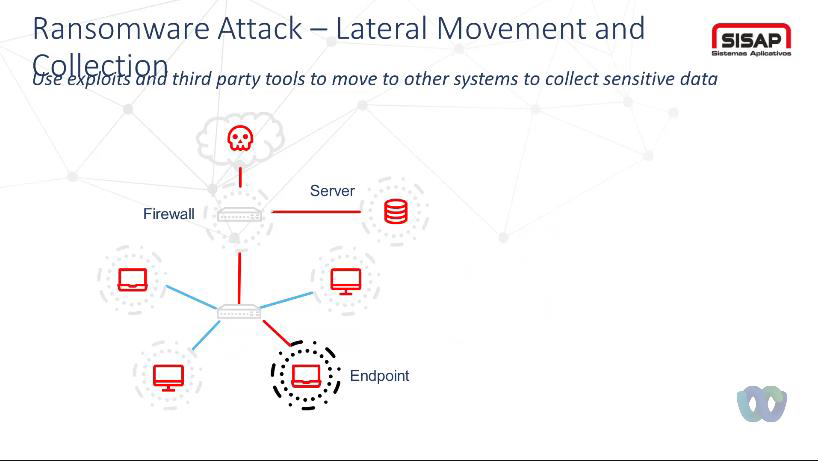 Ransomware Attack – Lateral Movement and
Collection
Use exploits and third party tools to move to other systems to collect sensitive data
SISAP
Sistemas Aplicativos
Server
Firewall
Endpoint